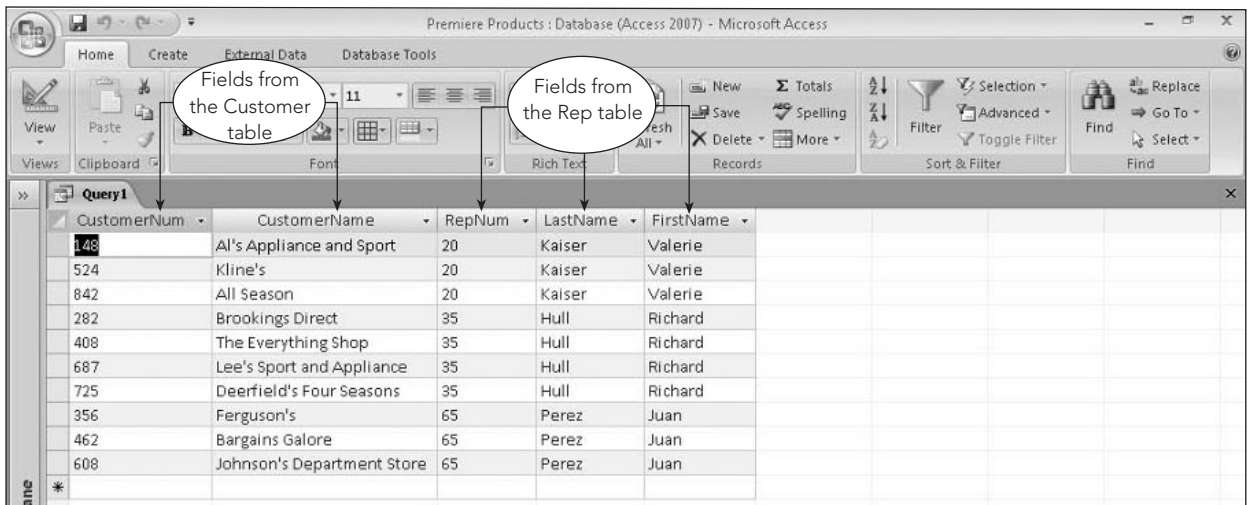 Premiere Products : Database (Access 2007) - Microsoft Access
Home Create External Data Database Tools
Fields from
the Customer
table
Fields from
the Rep table
View
Views
Paste
Clipboard
11
B
Font
Rich Text
All
New
Save
Delete
Σ Totals
Spelling
More
Records
Filter
Selection
Advanced
Toggle Filter
Sort & Filter
Find
Replace
Go To
Select
Find
Query1
CustomerNum CustomerName RepNum LastName FirstName
148 Al's Appliance and Sport 20 Kaiser Valerie
524 Kline's 20 Kaiser Valerie
842 All Season 20 Kaiser Valerie
282 Brookings Direct 35 Hull Richard
408 The Everything Shop 35 Hull Richard
687 Lee's Sport and Appliance 35 Hull Richard
725 Deerfield's Four Seasons 35 Hull Richard
356 Ferguson's 65 Perez Juan
462 Bargains Galore 65 Perez Juan
608 Johnson's Department Store 65 Perez Juan